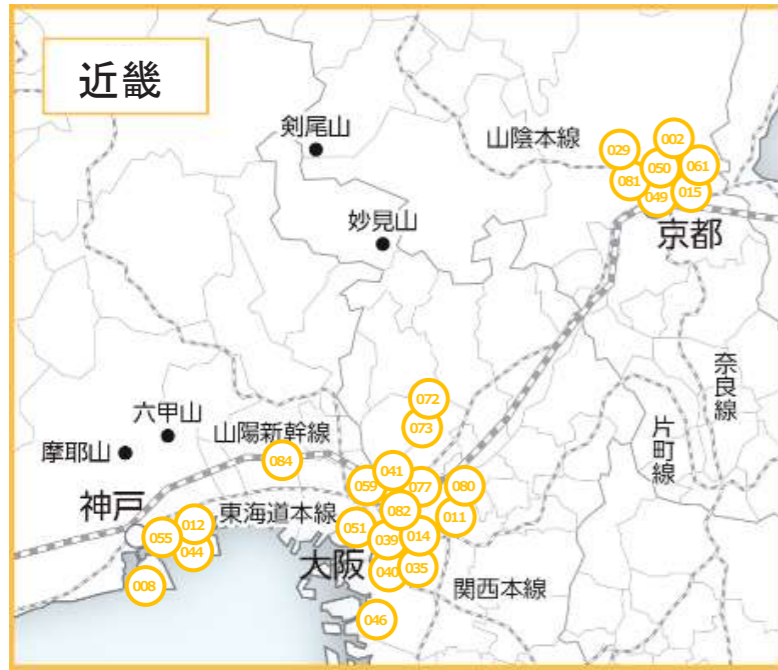 近畿
剣尾山
山陰本線
002
029
050
061
081
049
015
京都
妙見山
奈良線
072
073
片町線
六甲山
山陽新幹線
摩耶山
084
041
059
077
080
神戸
012
東海道本線
082
011
051
055
039
014
044
大阪
040
035
008
関西本線
046